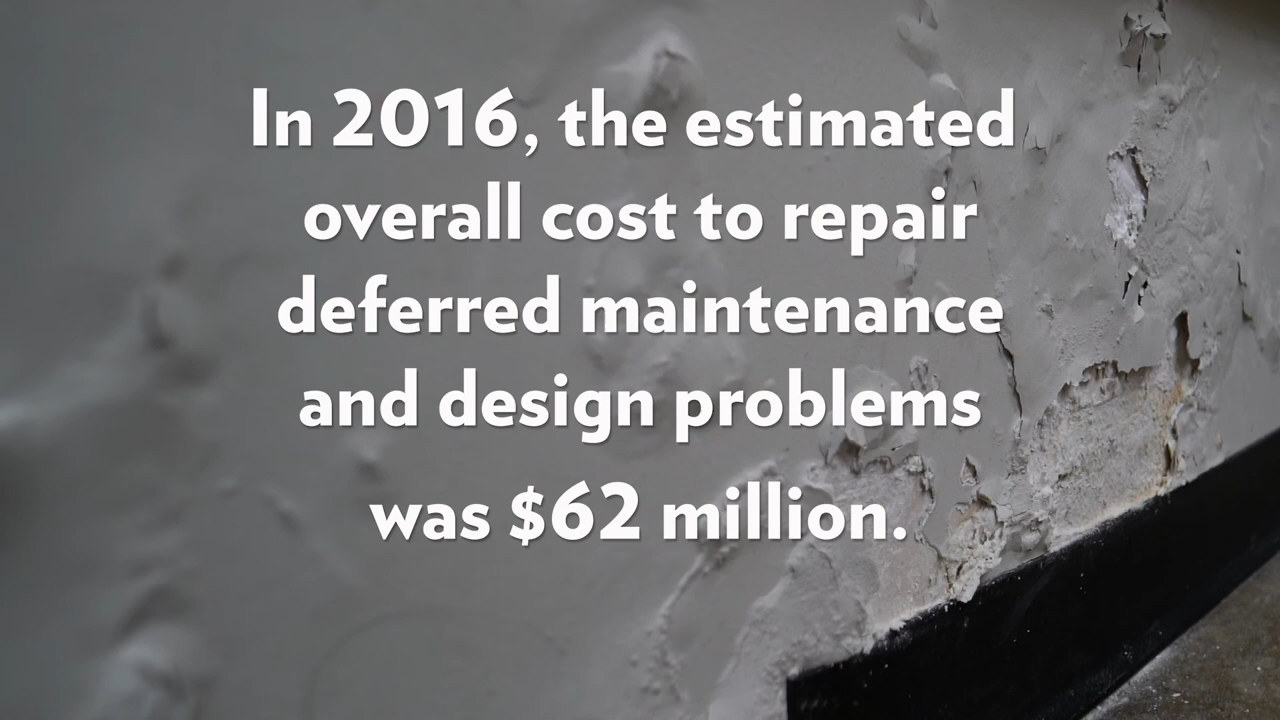 In 2016, the estimated
overall cost to repair
deferred maintenance
and design problems
was $62 million.